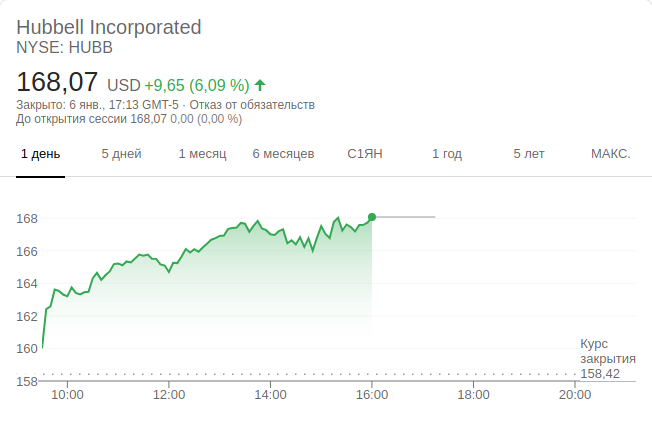 Hubbell Incorporated
NYSE: HUBB
168,07 USD +9,65 (6,09 %)
Закрыто: 6 янв., 17:13 GMT-5 · Отказ от обязательств
До открытия сессии 168,07 0,00 (0,00 %)
1 день 5 дней 1 месяц 6 месяцев С1ЯН 1 год 5 лет МАКС.
168
166
164
162
160
Курс
закрытия
158,42
158
10:00 12:00 14:00 16:00 18:00 20:00